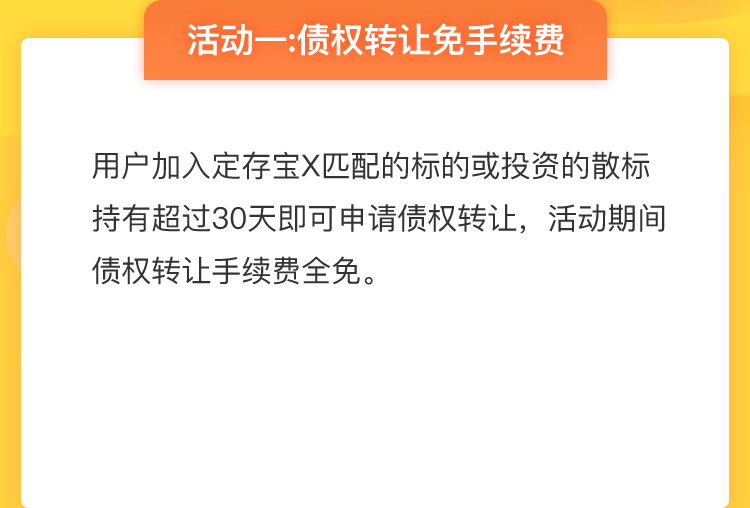 活动一:债权转让免手续费
用户加入定存宝X匹配的标的或投资的散标
持有超过30天即可申请债权转让，活动期间
债权转让手续费全免。